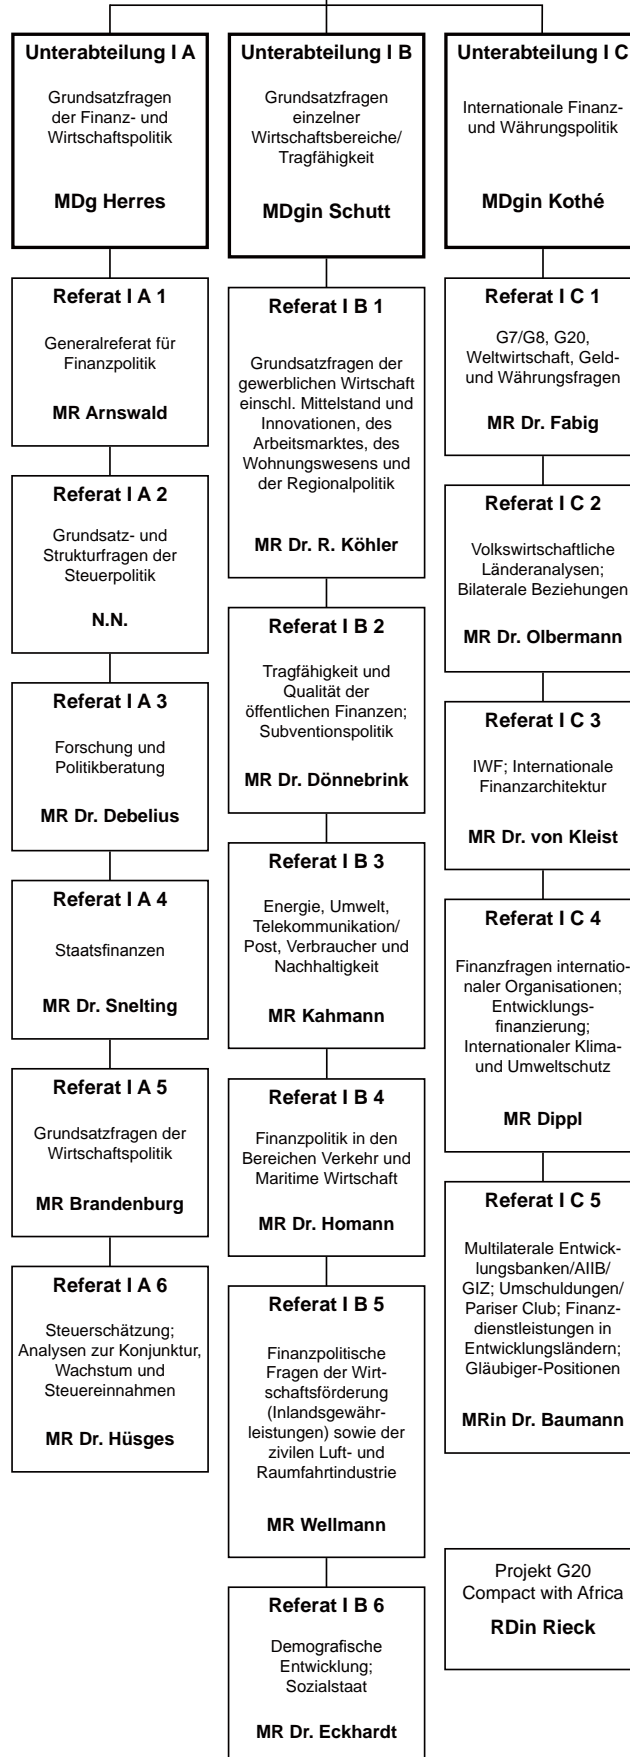 Unterabteilung I A
Grundsatzfragen
der Finanz- und
Wirtschaftspolitik
MDg Herres
Referat I A 1
Generalreferat für
Finanzpolitik
MR Arnswald
Referat I A 2
Grundsatz- und
Strukturfragen der
Steuerpolitik
N.N.
Referat I A 3
Forschung und
Politikberatung
MR Dr. Debelius
Referat I A 4
Staatsfinanzen
MR Dr. Snelting
Referat I A 5
Grundsatzfragen der
Wirtschaftspolitik
MR Brandenburg
Referat I A 6
Steuerschätzung;
Analysen zur Konjunktur,
Wachstum und
Steuereinnahmen
MR Dr. Hüsges
Unterabteilung I B
Grundsatzfragen
einzelner
Wirtschaftsbereiche/
Tragfähigkeit
MDgin Schutt
Referat I B 1
Grundsatzfragen der
gewerblichen Wirtschaft
einschl. Mittelstand und
Innovationen, des
Arbeitsmarktes, des
Wohnungswesens und
der Regionalpolitik
MR Dr. R. Köhler
Referat I B 2
Tragfähigkeit und
Qualität der
öffentlichen Finanzen;
Subventionspolitik
MR Dr. Dönnebrink
Referat I B 3
Energie, Umwelt,
Telekommunikation/
Post, Verbraucher und
Nachhaltigkeit
MR Kahmann
Referat I B 4
Finanzpolitik in den
Bereichen Verkehr und
Maritime Wirtschaft
MR Dr. Homann
Referat I B 5
Finanzpolitische
Fragen der Wirt-
schaftsförderung
(Inlandsgewähr-
leistungen) sowie der
zivilen Luft- und
Raumfahrtindustrie
MR Wellmann
Referat I B 6
Demografische
Entwicklung;
Sozialstaat
MR Dr. Eckhardt
Unterabteilung I C
Internationale Finanz-
und Währungspolitik
MDgin Kothé
Referat I C 1
G7/G8, G20,
Weltwirtschaft, Geld-
und Währungsfragen
MR Dr. Fabig
Referat I C 2
Volkswirtschaftliche
Länderanalysen;
Bilaterale Beziehungen
MR Dr. Olbermann
Referat I C 3
IWF; Internationale
Finanzarchitektur
MR Dr. von Kleist
Referat I C 4
Finanzfragen internatio-
naler Organisationen;
Entwicklungs-
finanzierung;
Internationaler Klima-
und Umweltschutz
MR Dippl
Referat I C 5
Multilaterale Entwick-
lungsbanken/AIIB/
GIZ; Umschuldungen/
Pariser Club; Finanz-
dienstleistungen in
Entwicklungsländern;
Gläubiger-Positionen
MRin Dr. Baumann
Projekt G20
Compact with Africa
RDin Rieck